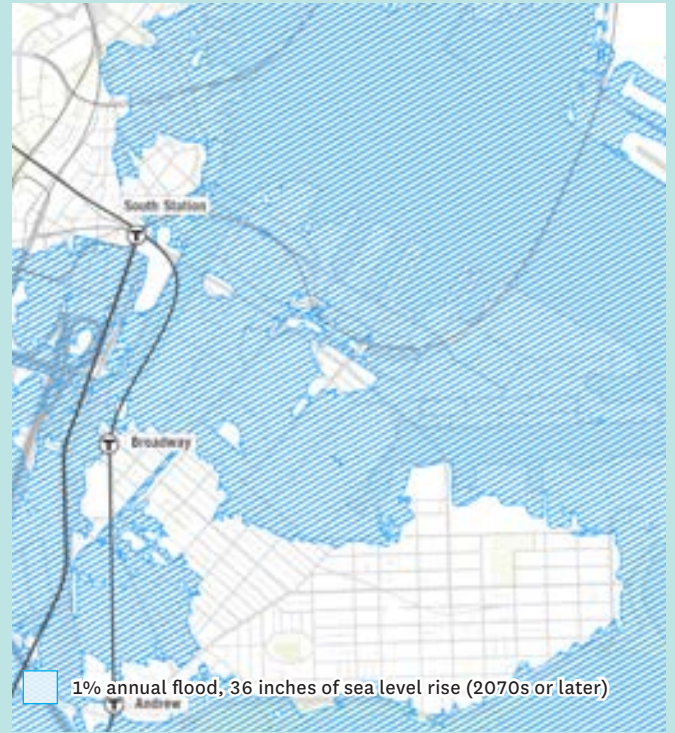 South Station
T
T Broadway
1% annual flood, 36 inches of sea level rise (2070s or later)
T Andrew